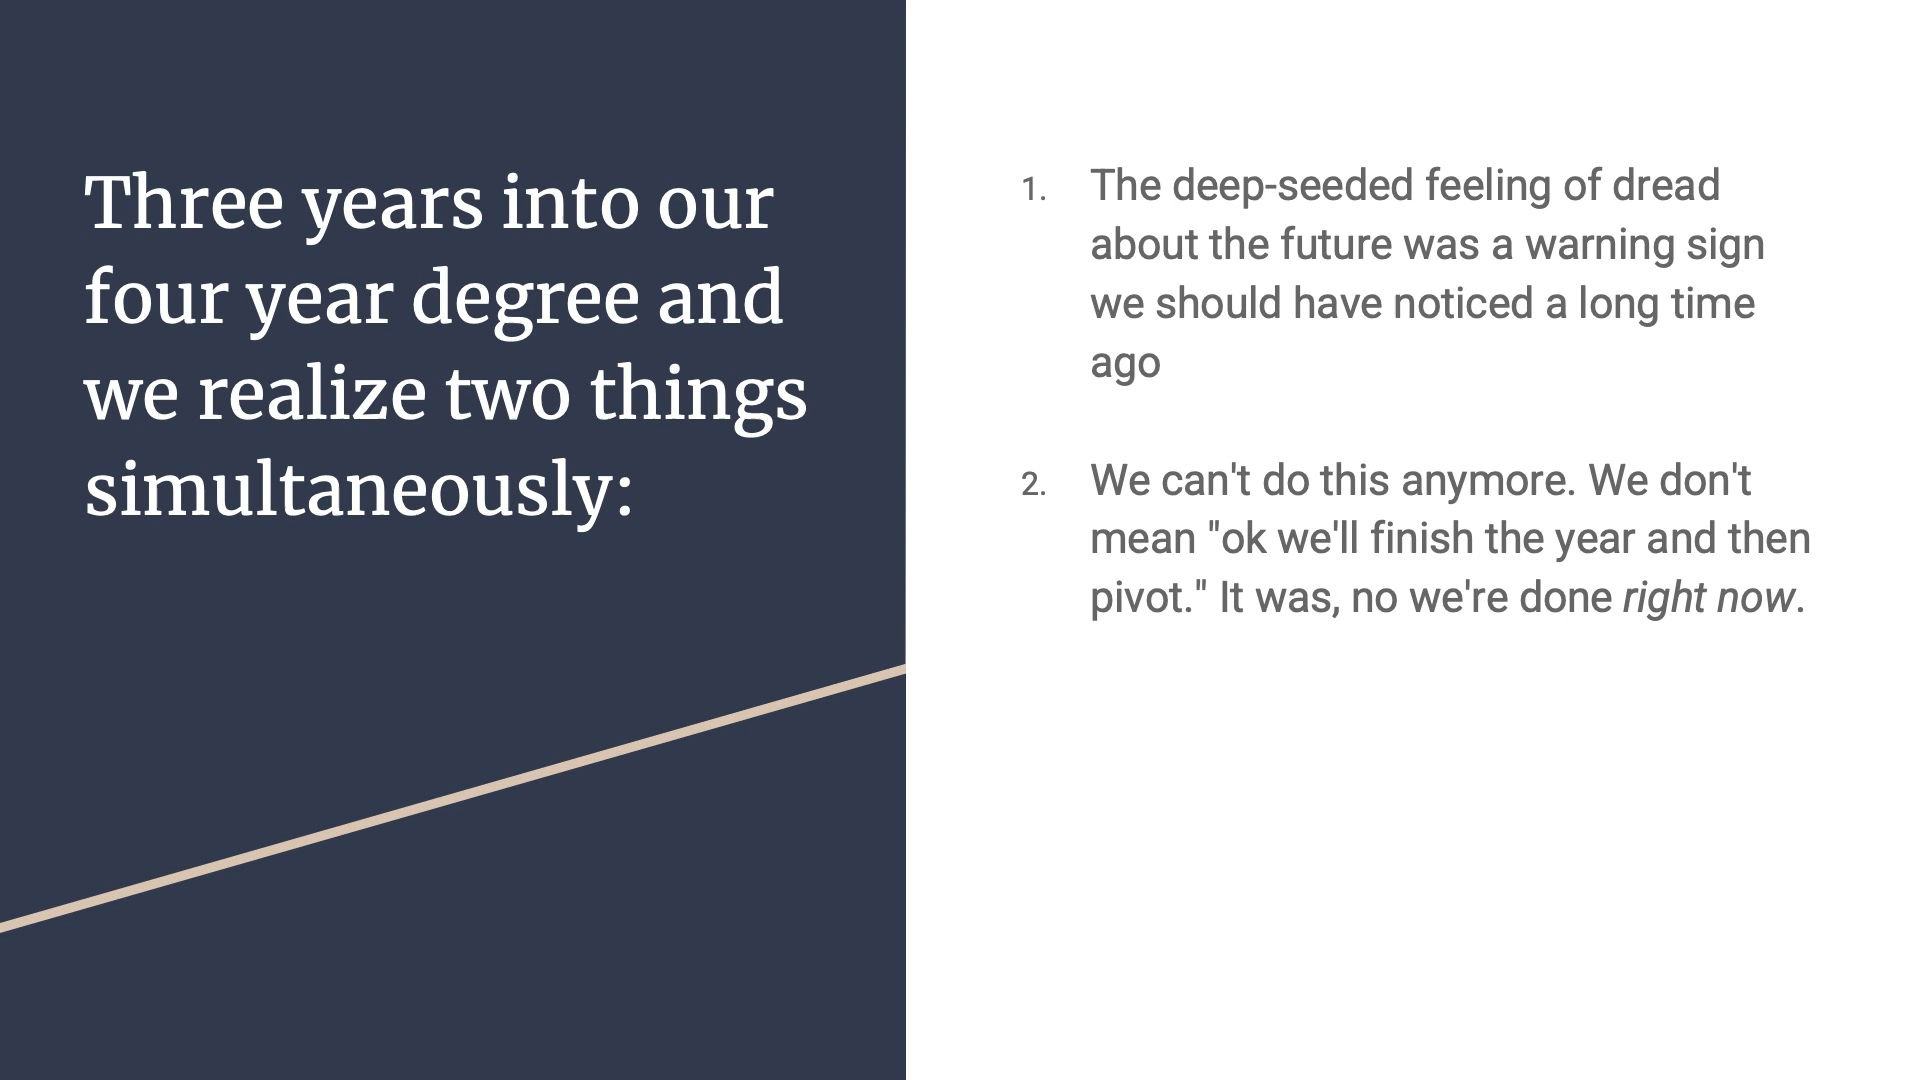 Three years into our
four year degree and
we realize two things
simultaneously:
1. The deep-seeded feeling of dread
about the future was a warning sign
we should have noticed a long time
ago
2. We can't do this anymore. We don't
mean "ok we'll finish the year and then
pivot." It was, no we're done right now.